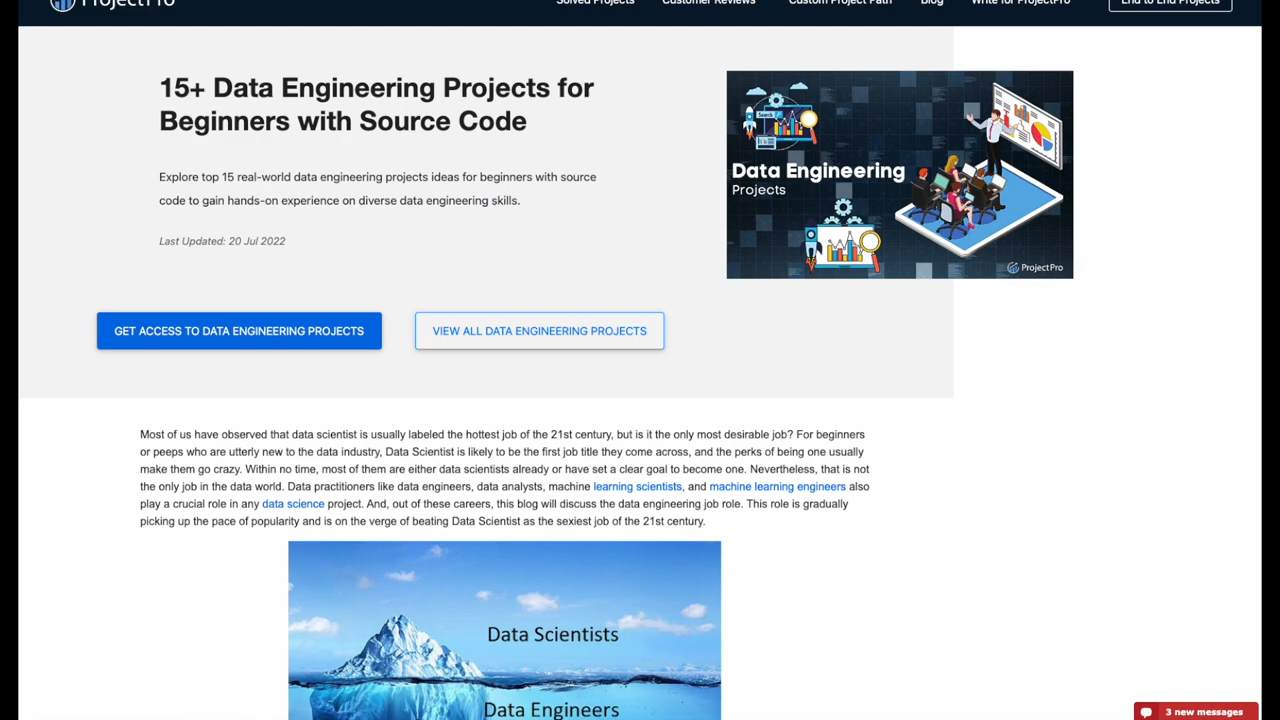 ProjectPro
Solved Projects
Customer Reviews
Custom Project Path
Blog
Write for ProjectPro
End to End Projects
15+ Data Engineering Projects for
Beginners with Source Code
Explore top 15 real-world data engineering projects ideas for beginners with source
code to gain hands-on experience on diverse data engineering skills.
Last Updated: 20 Jul 2022
Search
Data Engineering
Projects
ProjectPro
GET ACCESS TO DATA ENGINEERING PROJECTS
VIEW ALL DATA ENGINEERING PROJECTS
Most of us have observed that data scientist is usually labeled the hottest job of the 21st century, but is it the only most desirable job? For beginners
or peeps who are utterly new to the data industry, Data Scientist is likely to be the first job title they come across, and the perks of being one usually
make them go crazy. Within no time, most of them are either data scientists already or have set a clear goal to become one. Nevertheless, that is not
the only job in the data world. Data practitioners like data engineers, data analysts, machine learning scientists, and machine learning engineers also
play a crucial role in any data science project. And, out of these careers, this blog will discuss the data engineering job role. This role is gradually
picking up the pace of popularity and is on the verge of beating Data Scientist as the sexiest job of the 21st century.
Data Scientists
Data Engineers
3 new messages